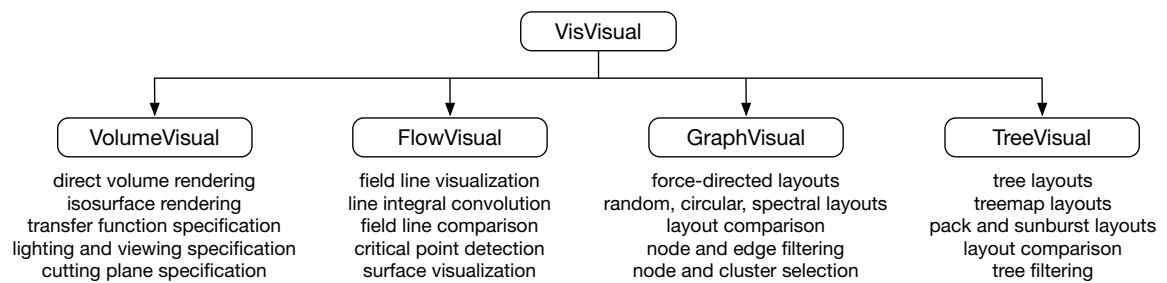 VisVisual
VolumeVisual
direct volume rendering
isosurface rendering
transfer function specification
lighting and viewing specification
cutting plane specification
FlowVisual
field line visualization
line integral convolution
field line comparison
critical point detection
surface visualization
GraphVisual
force-directed layouts
random, circular, spectral layouts
layout comparison
node and edge filtering
node and cluster selection
TreeVisual
tree layouts
treemap layouts
pack and sunburst layouts
layout comparison
tree filtering